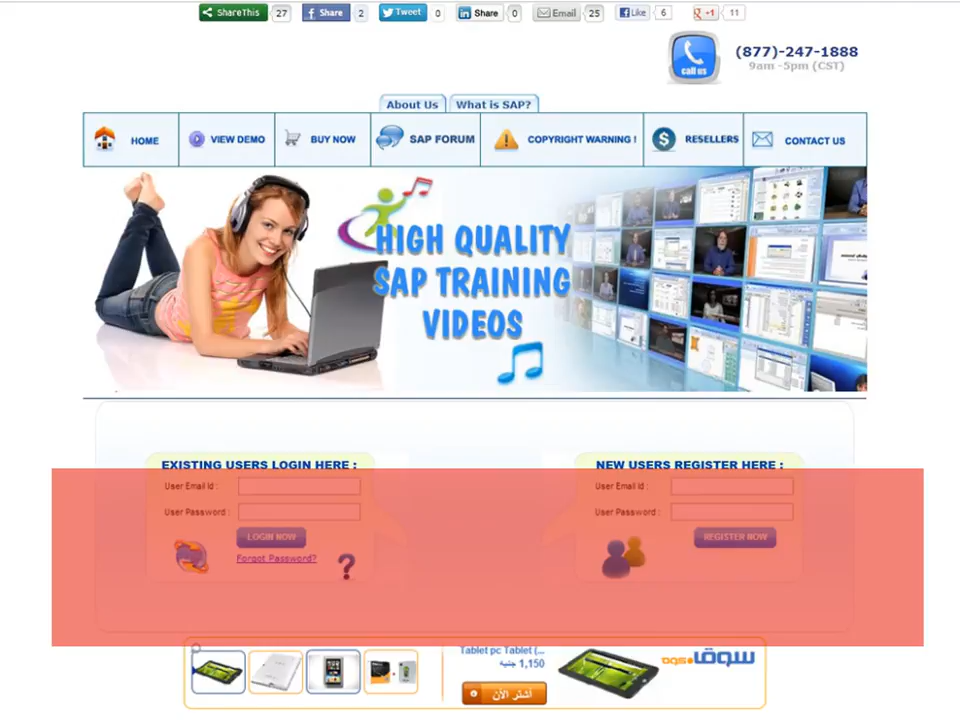 ShareThis 27 Share 2 Tweet 0 Share 0 Email 25 Like 6 +1 11
(877)-247-1888
call us
9am -5pm (CST)
About Us What is SAP?
HOME VIEW DEMO BUY NOW SAP FORUM COPYRIGHT WARNING ! RESELLERS CONTACT US
HIGH QUALITY
SAP TRAINING
VIDEOS
EXISTING USERS LOGIN HERE :
User Email Id :
User Password :
LOGIN NOW
Forgot Password?
NEW USERS REGISTER HERE :
User Email Id :
User Password :
REGISTER NOW
Tablet pc Tablet (...
1,150 جنية
أشتر الأن
سوق.كوم